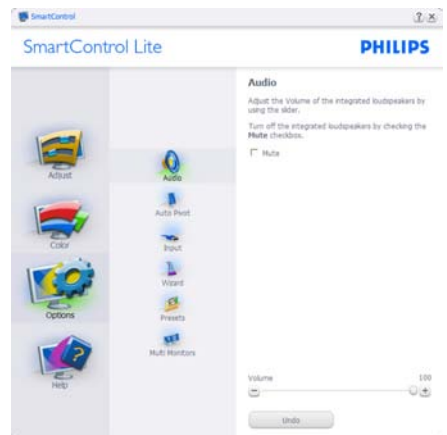 SmartControl
SmartControl Lite
PHILIPS
Adjust
Color
Options
Help
Audio
Auto Pivot
Input
Wizard
Presets
Multi Monitors
Audio
Adjust the Volume of the integrated loudspeakers by
using the slider.
Turn off the integrated loudspeakers by checking the
Mute checkbox.
Mute
Volume
100
Undo